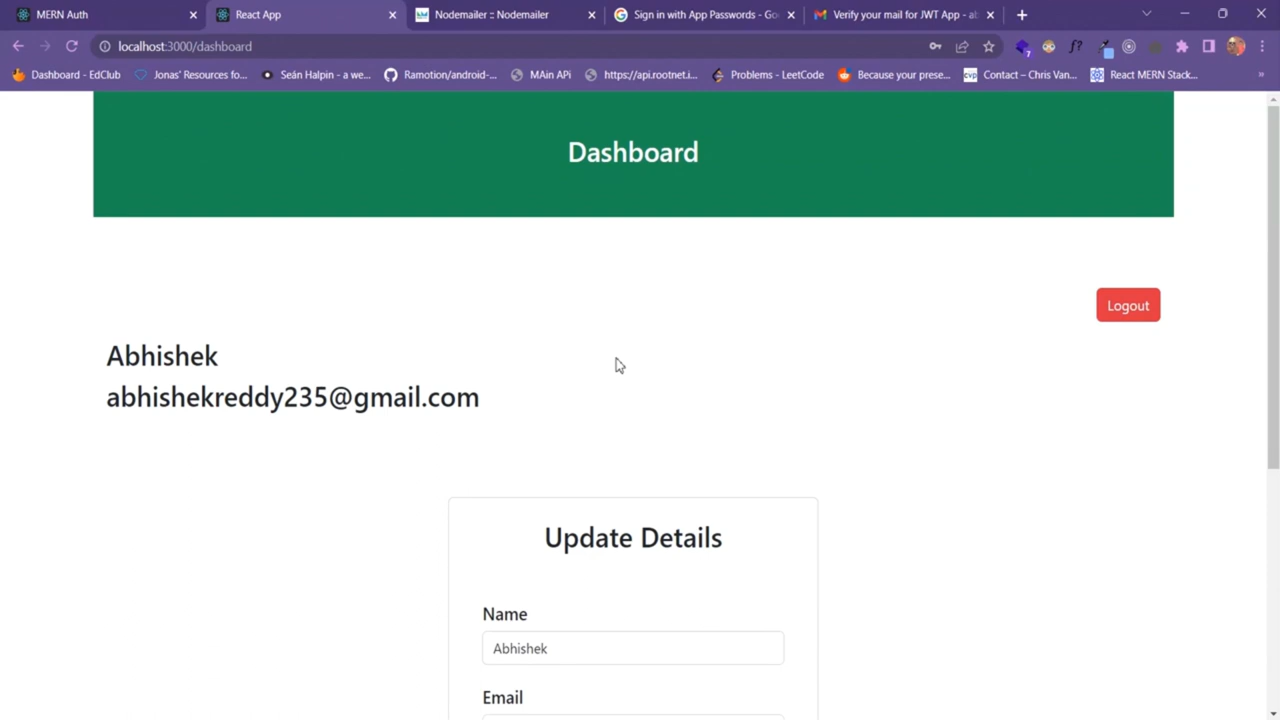 MERN Auth
React App
Nodemailer :: Nodemailer
Sign in with App Passwords - Go
Verify your mail for JWT App - ab
localhost:3000/dashboard
Dashboard - EdClub
Jonas' Resources fo...
Seán Halpin - a we...
Ramotion/android-...
MAin APi
https://api.rootnet.i...
Problems - LeetCode
Because your prese...
Contact – Chris Van...
React MERN Stack...
Dashboard
Logout
Abhishek
abhishekreddy235@gmail.com
Update Details
Name
Abhishek
Email